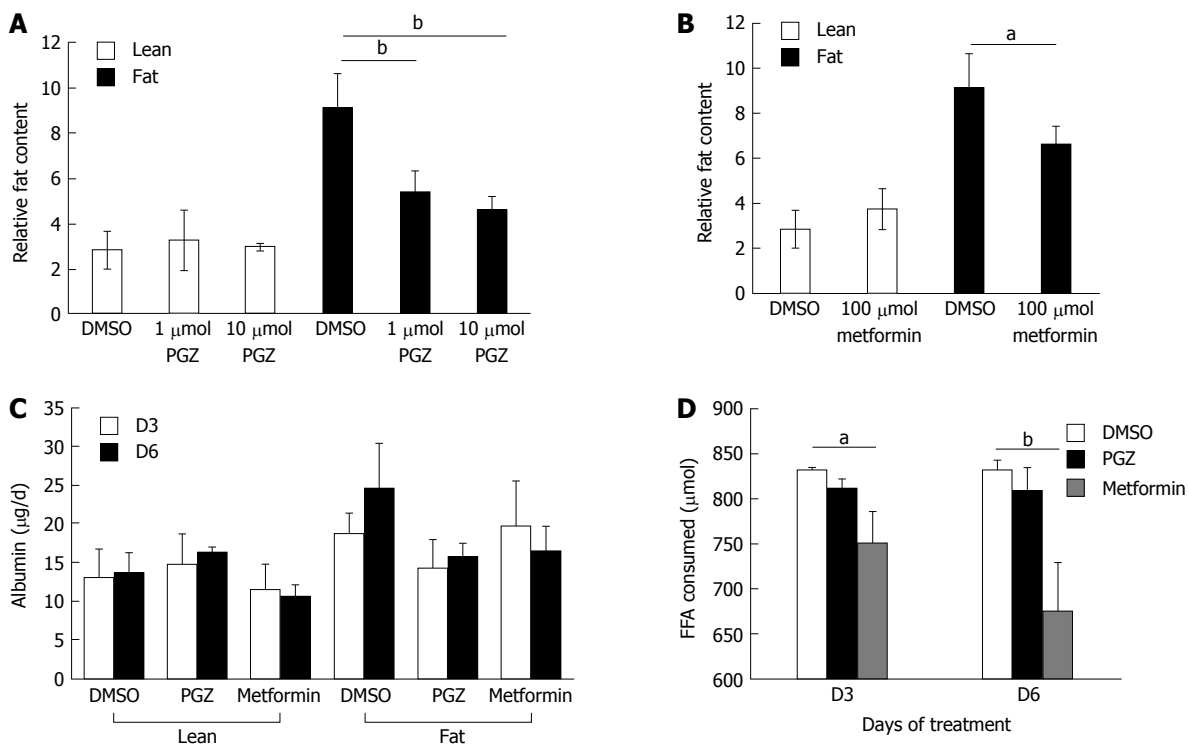 A
12
10
8
6
4
2
0
Relative fat content
Lean
Fat
b
b
DMSO
1 μmol
PGZ
10 μmol
PGZ
DMSO
1 μmol
PGZ
10 μmol
PGZ
B
12
10
8
6
4
2
0
Relative fat content
Lean
Fat
a
DMSO
100 μmol
metformin
DMSO
100 μmol
metformin
C
35
30
25
20
15
10
5
0
Albumin (μg/d)
D3
D6
DMSO
PGZ
Metformin
DMSO
PGZ
Metformin
Lean
Fat
D
900
850
800
750
700
650
600
FFA consumed (μmol)
a
b
DMSO
PGZ
Metformin
D3
D6
Days of treatment